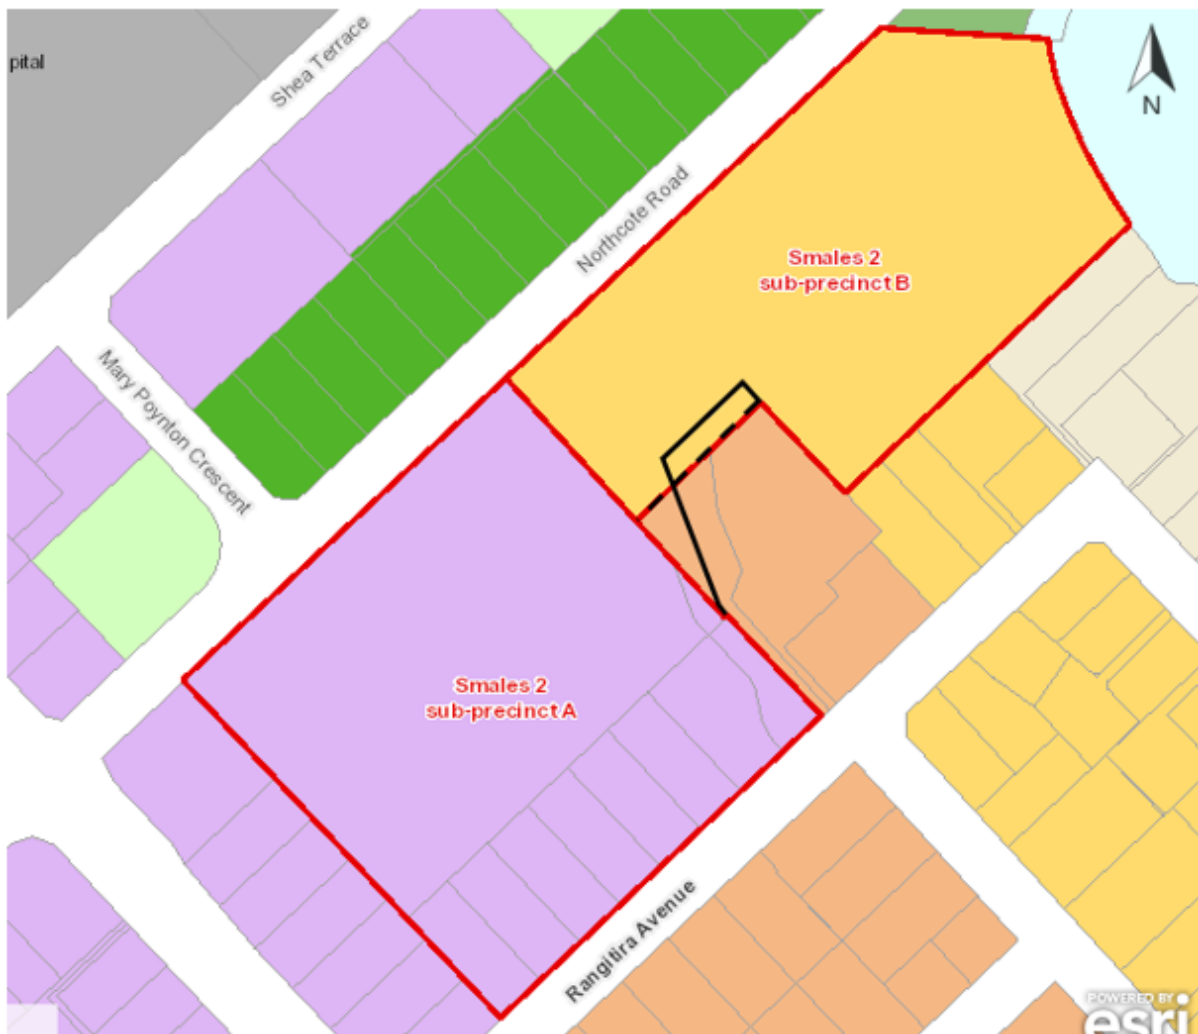 pital
Shea Terrace
N
Northcote Road
Smales 2
sub-precinct B
Mary Poynton Crescent
Smales 2
sub-precinct A
Rangitira Avenue
POWERED BY
esri